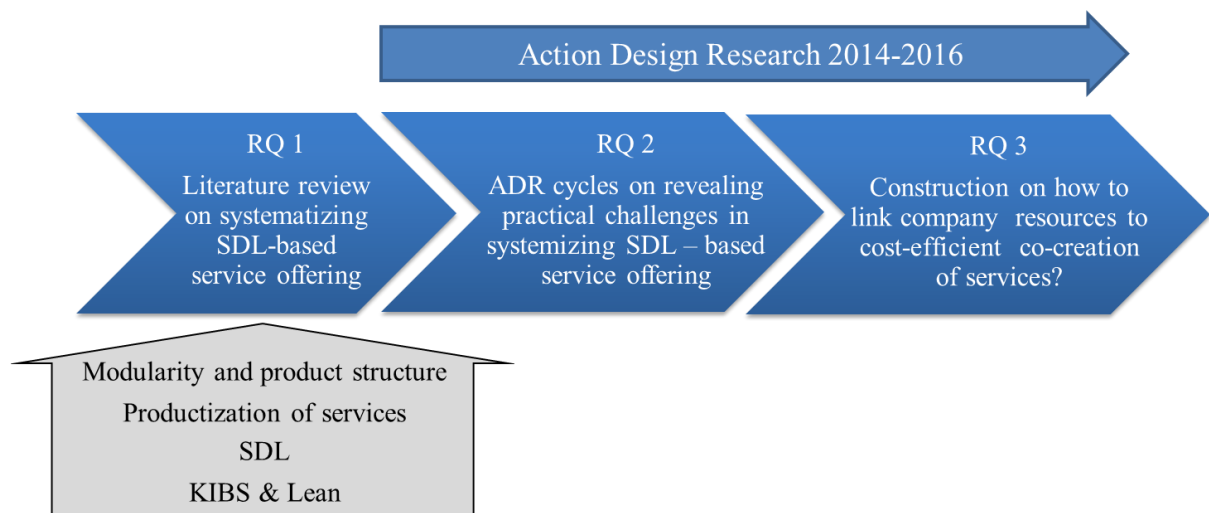 Action Design Research 2014-2016
RQ 1
Literature review
on systematizing
SDL-based
service offering
RQ 2
ADR cycles on revealing
practical challenges in
systemizing SDL – based
service offering
RQ 3
Construction on how to
link company resources to
cost-efficient co-creation
of services?
Modularity and product structure
Productization of services
SDL
KIBS & Lean